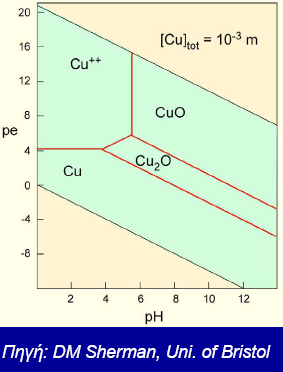 20
[Cu]tot = 10-3 m
16
Cu++
12
CuO
8
pe
4
Cu2O
Cu
0
-4
-8
2 4 6 8 10 12
pH
Πηγή: DM Sherman, Uni. of Bristol